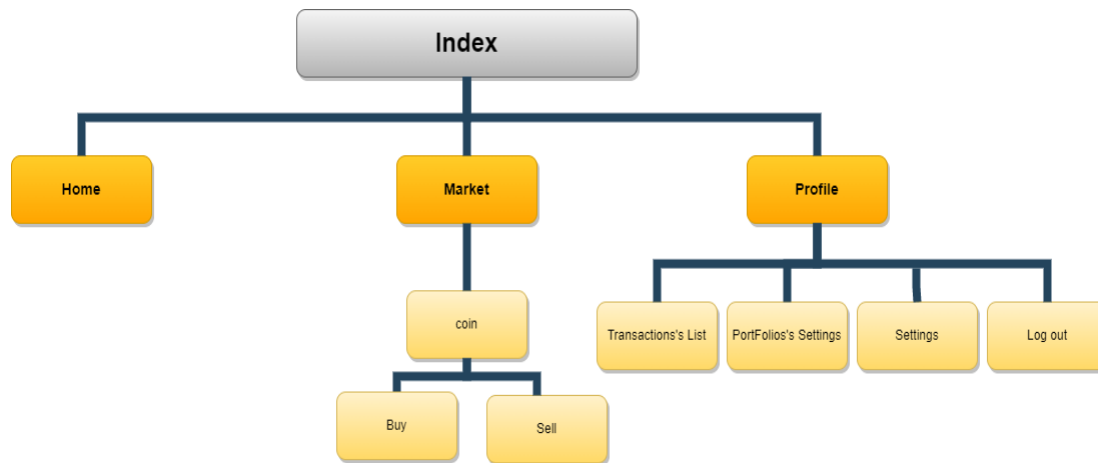 Index
Home
Market
Profile
coin
Transactions's List
PortFolios's Settings
Settings
Log out
Buy
Sell